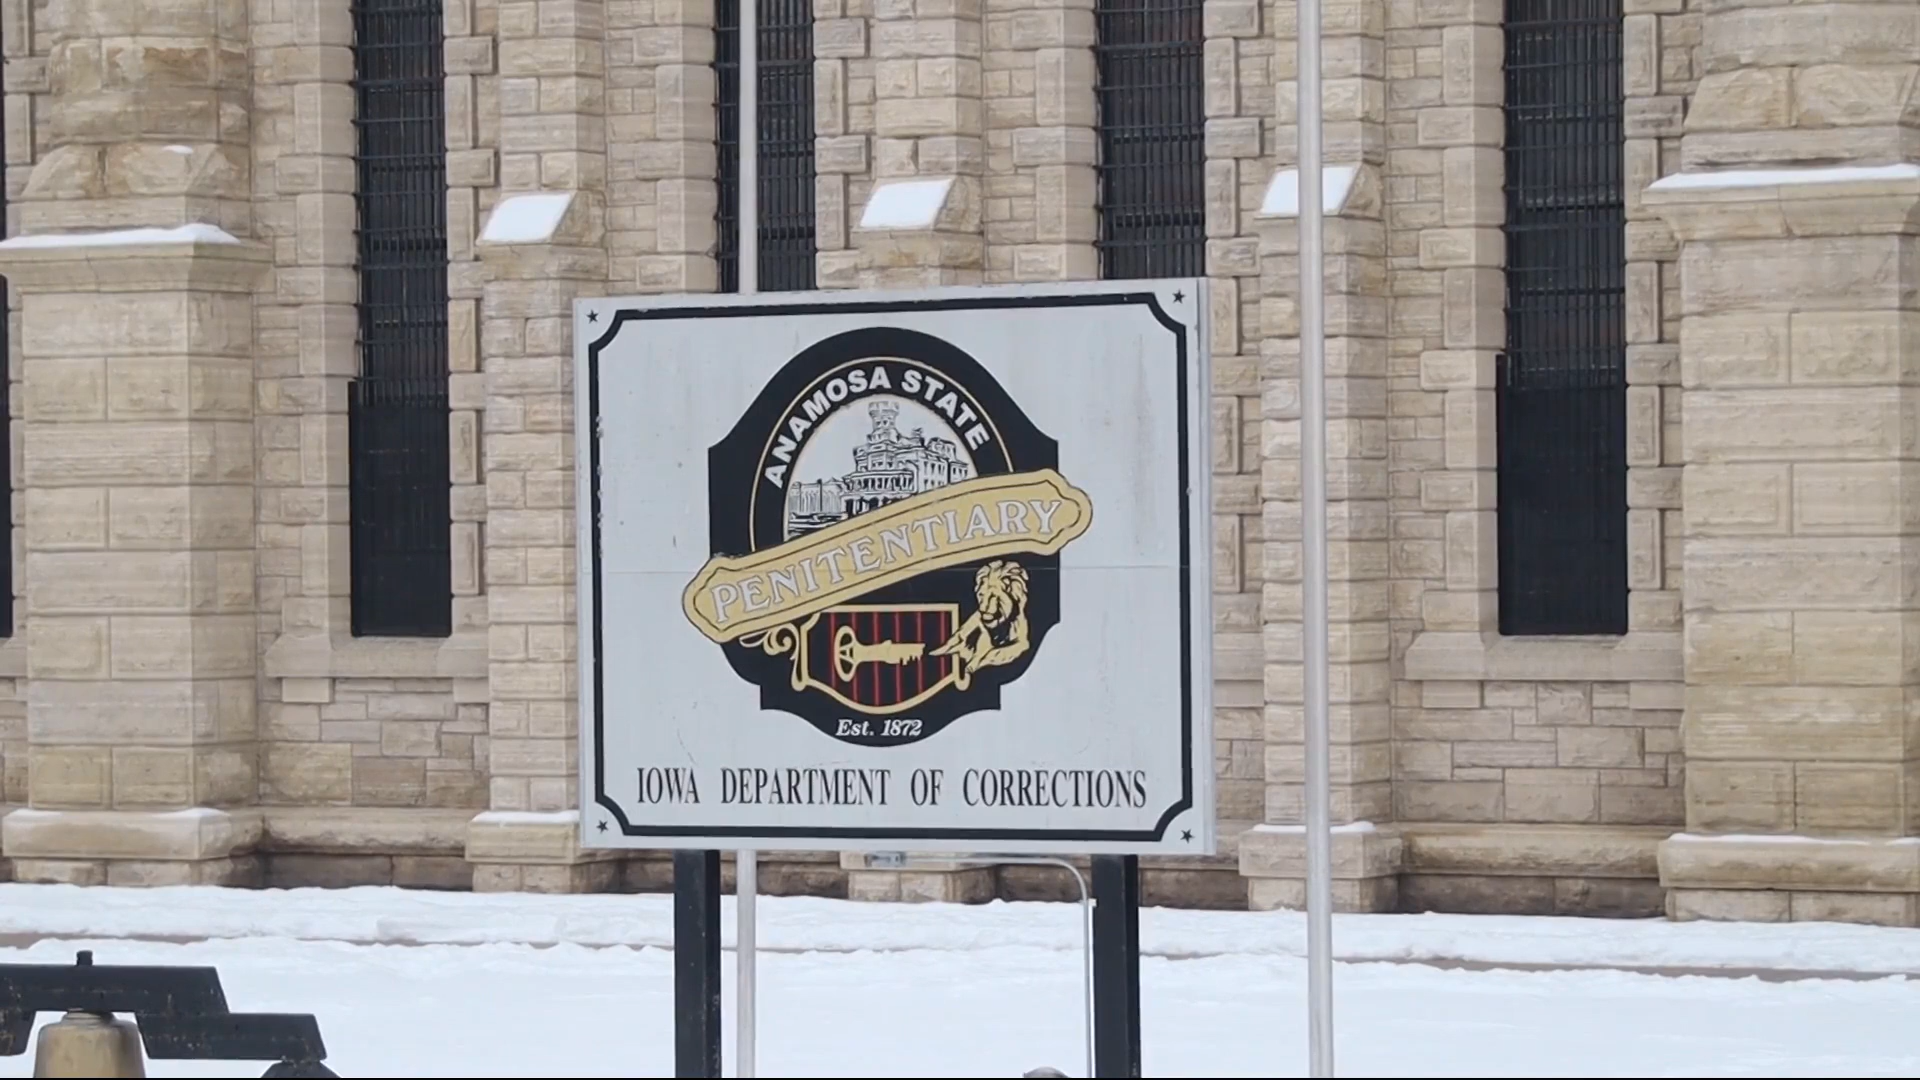 ANAMOSA STATE
PENITENTIARY
Est. 1872
IOWA DEPARTMENT OF CORRECTIONS